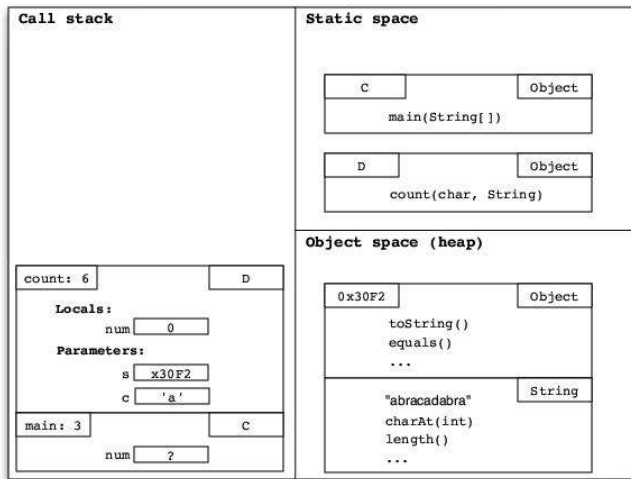 Call stack
count: 6 D
Locals:
num 0
Parameters:
s x30F2
c 'a'
main: 3 C
num ?
Static space
C Object
main(String[])
D Object
count(char, String)
Object space (heap)
0x30F2 Object
toString()
equals()
...
String
"abracadabra"
charAt(int)
length()
...